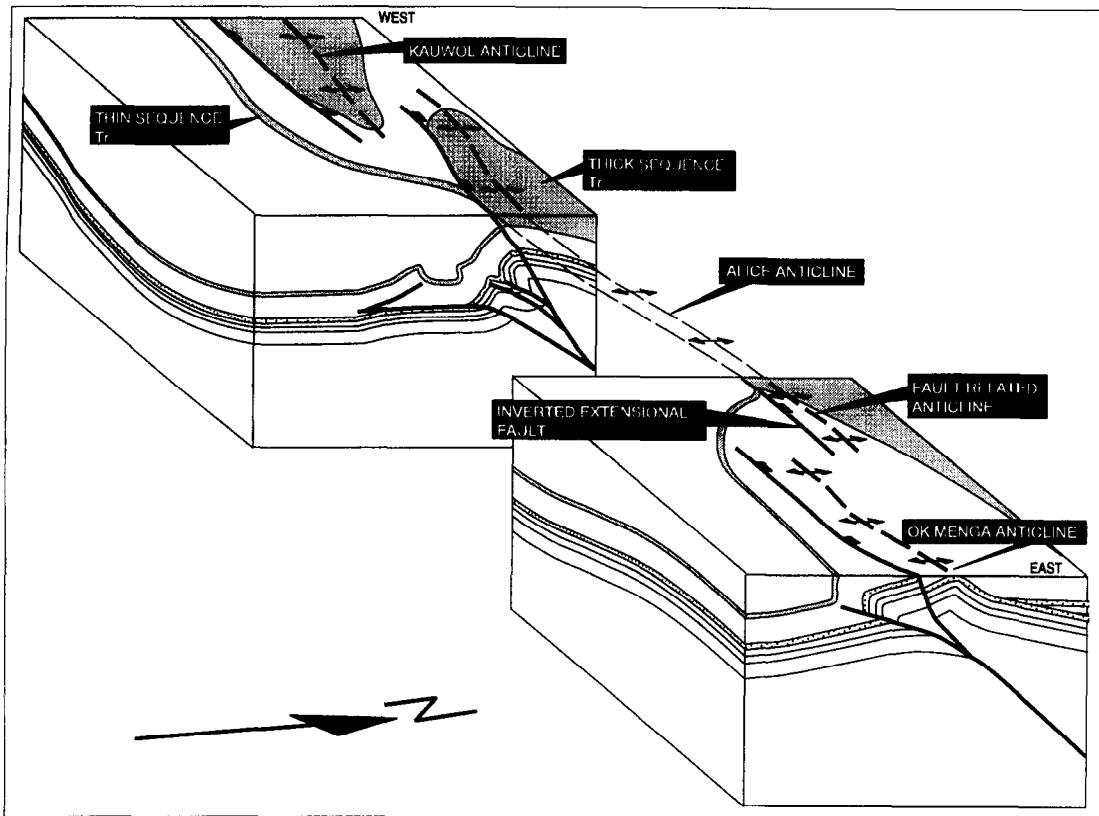 WEST
KAUWOL ANTICLINE
THIN SEQUENCE
Tr
THICK SEQUENCE
Tr
ALICE ANTICLINE
FAULT RELATED
ANTICLINE
INVERTED EXTENSIONAL
FAULT
OK MENGA ANTICLINE
EAST
N